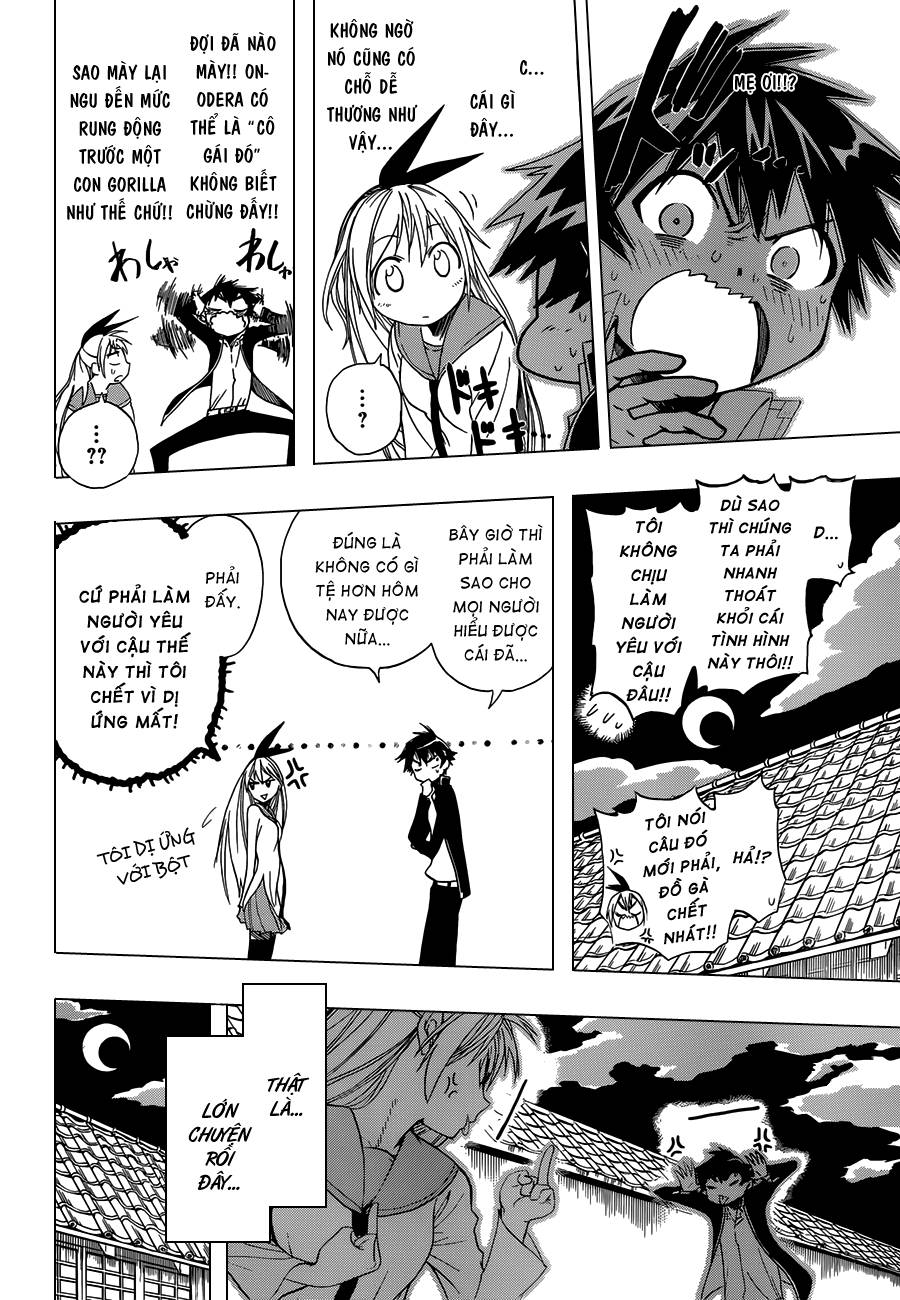 MẸ ƠI!!?
C...
CÁI GÌ
ĐÂY...
KHÔNG NGỜ
NÓ CŨNG CÓ
CHỖ DỄ
THƯƠNG NHƯ
VẬY...
ドキ
ドキ
...
?
ĐỢI ĐÃ NÀO
MÀY!! ON-
ODERA CÓ
THỂ LÀ “CÔ
GÁI ĐÓ”
KHÔNG BIẾT
CHỪNG ĐẤY!!
SAO MÀY LẠI
NGU ĐẾN MỨC
RUNG ĐỘNG
TRƯỚC MỘT
CON GORILLA
NHƯ THẾ CHỨ!!
わしゃ
わしゃ
...
??
D...
DÙ SAO
THÌ CHÚNG
TA PHẢI
NHANH
THOÁT
KHỎI CÁI
TÌNH HÌNH
NÀY THÔI!!
TÔI
KHÔNG
CHỊU
LÀM
NGƯỜI
YÊU VỚI
CẬU
ĐÂU!!
HẢ!?
TÔI NÓI
CÂU ĐÓ
MỚI PHẢI,
ĐỒ GÀ
CHẾT
NHÁT!!
BÂY GIỜ THÌ
PHẢI LÀM
SAO CHO
MỌI NGƯỜI
HIỂU ĐƯỢC
CÁI ĐÃ...
ĐÚNG LÀ
KHÔNG CÓ GÌ
TỆ HƠN HÔM
NAY ĐƯỢC
NỮA...
PHẢI
ĐẤY.
CỨ PHẢI LÀM
NGƯỜI YÊU
VỚI CẬU THẾ
NÀY THÌ TÔI
CHẾT VÌ DỊ
ỨNG MẤT!
TÔI DỊ ỨNG
VỚI BỘT
THẬT
LÀ...
LỚN
CHUYỆN
RỒI
ĐÂY...